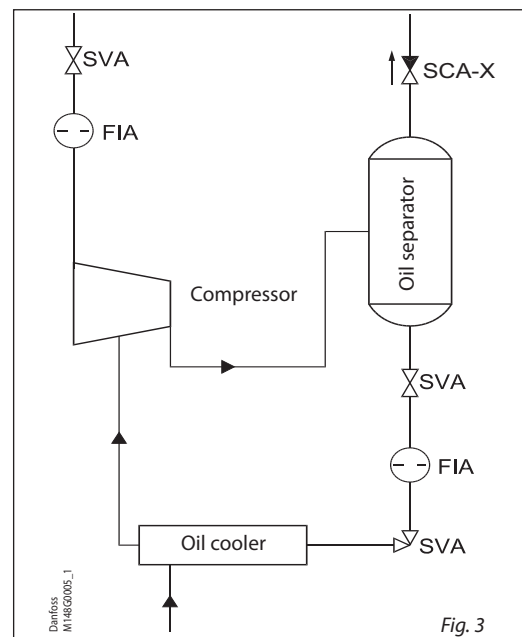 SVA
SCA-X
FIA
Oil separator
Compressor
SVA
FIA
Oil cooler
SVA
Danfoss
M148G0005_1
Fig. 3